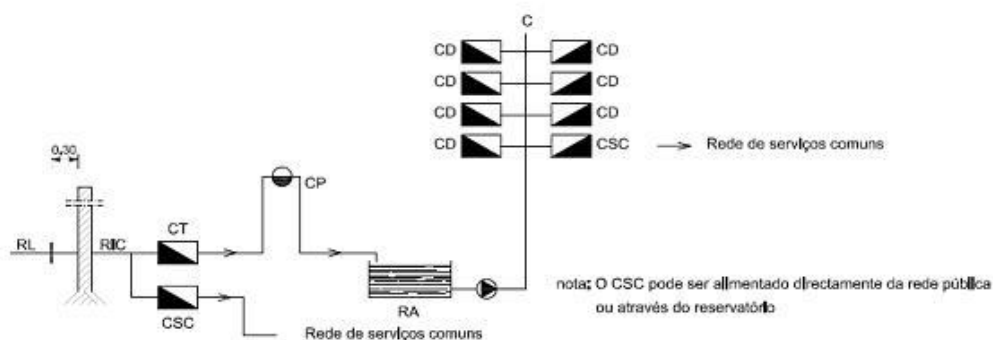 C
CD CD
CD CD
CD CD
CD CSC Rede de serviços comuns
0,30
CP
CT
RL RIC
RA
CSC
Rede de serviços comuns
nota: O CSC pode ser alimentado directamente da rede pública
ou através do reservatório